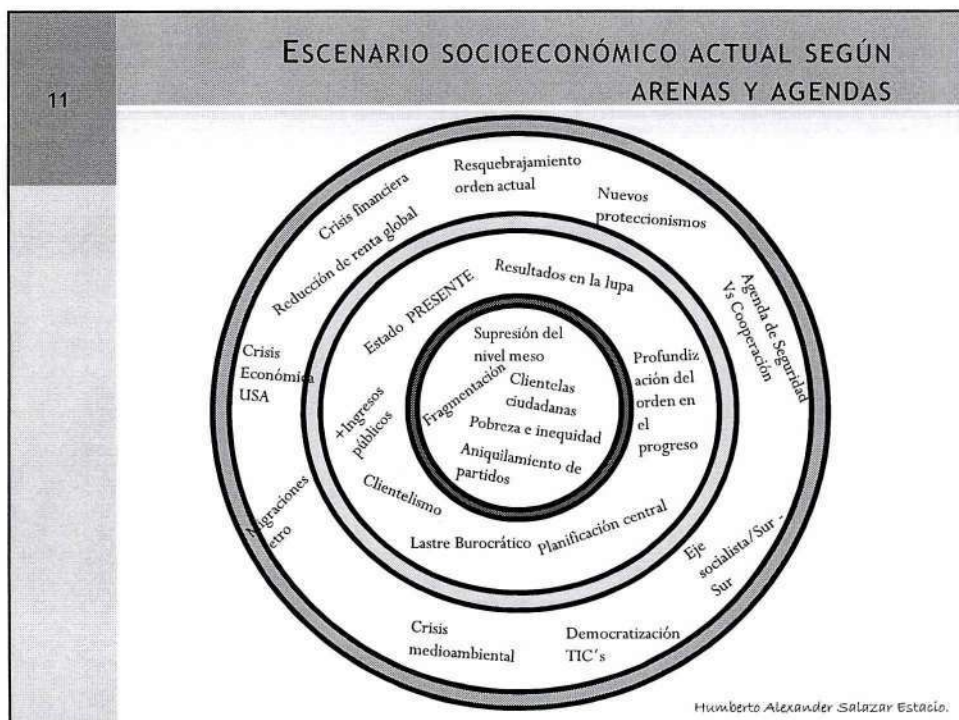 ESCENARIO SOCIOECONÓMICO ACTUAL SEGÚN
ARENAS Y AGENDAS
11
Resquebrajamiento
orden actual
Crisis financiera
Nuevos
proteccionismos
Reducción de renta global
Agenda de Seguridad
Vs Cooperación
Crisis
Económica
USA
Migraciones
etro
Eje
socialista/Sur -
Sur
Crisis
medioambiental
Democratización
TIC's
Resultados en la lupa
Estado PRESENTE
Profundiz
ación del
orden en
el
progreso
+Ingresos
públicos
Clientelismo
Lastre Burocrático
Planificación central
Supresión del
nivel meso
Fragmentación
Clientelas
ciudadanas
Pobreza e inequidad
Aniquilamiento de
partidos
Humberto Alexander Salazar Estacio.